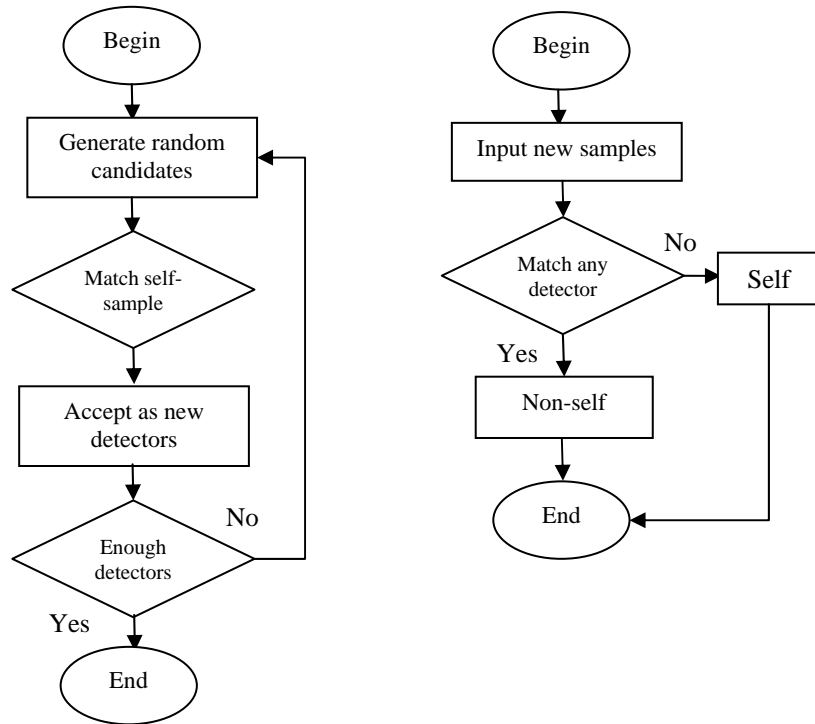 Begin
Generate random
candidates
Match self-
sample
Accept as new
detectors
No
Enough
detectors
Yes
End
Begin
Input new samples
No
Match any
detector
Self
Yes
Non-self
End